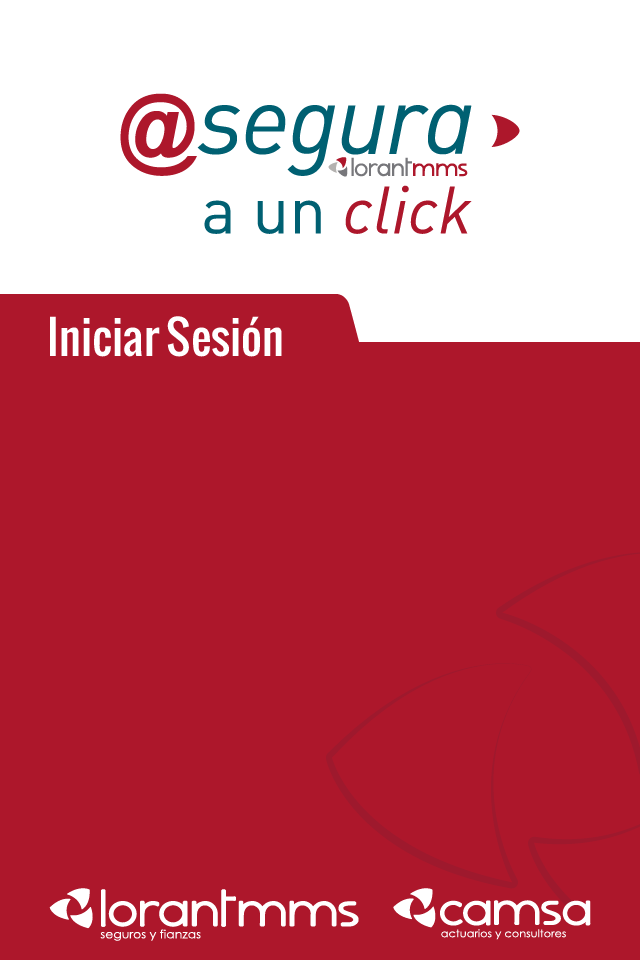 @segura
lorantmms
a un click
Iniciar Sesión
lorantmms
seguros y fianzas
camsa
actuarios y consultores